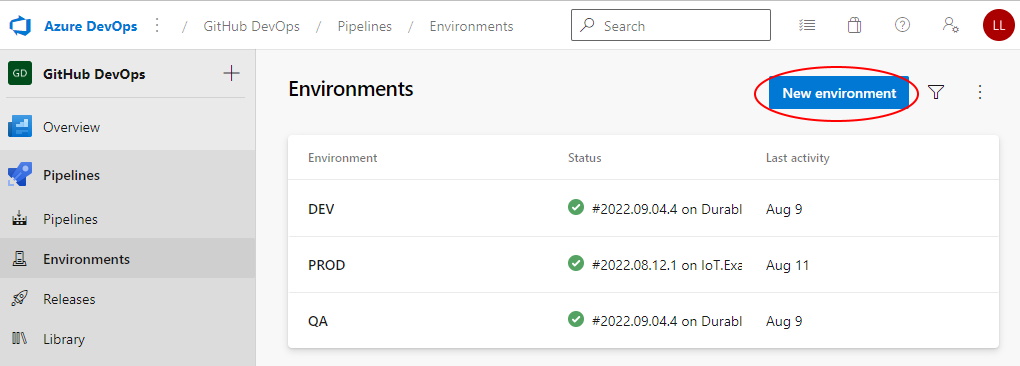 Azure DevOps / GitHub DevOps / Pipelines / Environments Search LL
GD GitHub DevOps
Overview
Pipelines
Pipelines
Environments
Releases
Library
Environments New environment
Environment Status Last activity
DEV #2022.09.04.4 on Durabl Aug 9
PROD #2022.08.12.1 on IoT.Exa Aug 11
QA #2022.09.04.4 on Durabl Aug 9